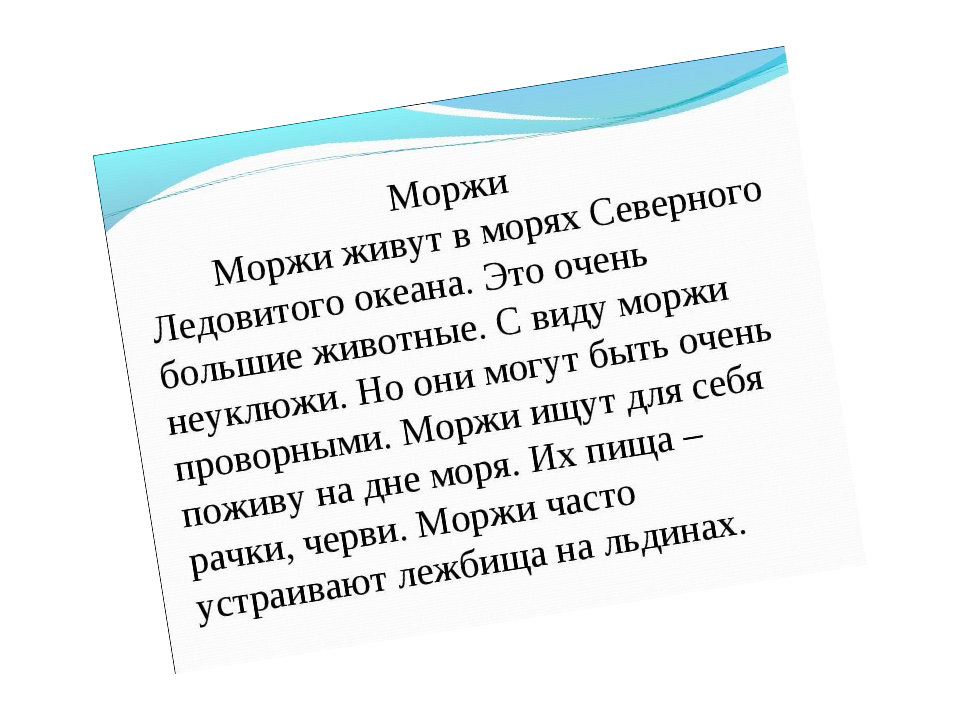 Моржи
Моржи живут в морях Северного
Ледовитого океана. Это очень
большие животные. С виду моржи
неуклюжи. Но они могут быть очень
проворными. Моржи ищут для себя
поживу на дне моря. Их пища –
рачки, черви. Моржи часто
устраивают лежбища на льдинах.